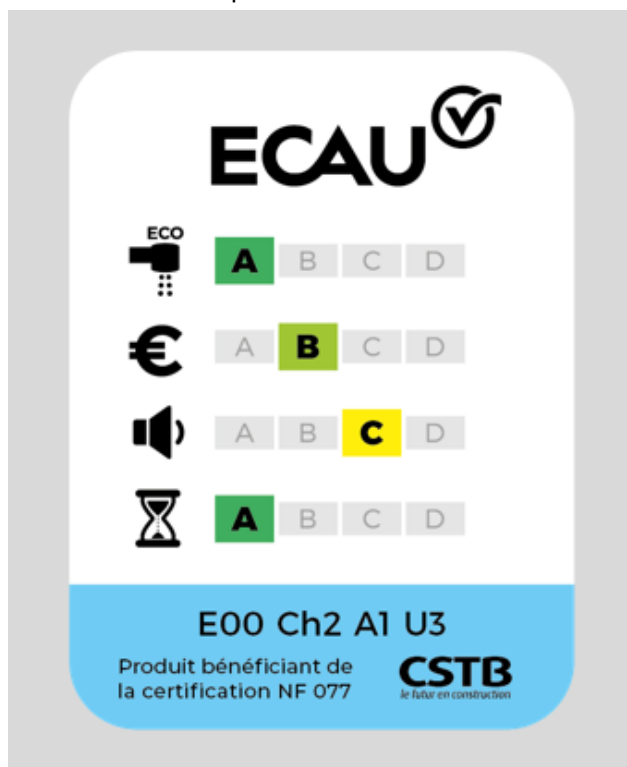 ECAU
ECO
A B C D
€ A B C D
A B C D
A B C D
E00 Ch2 A1 U3
Produit bénéficiant de
la certification NF 077
CSTB
le futur en construction